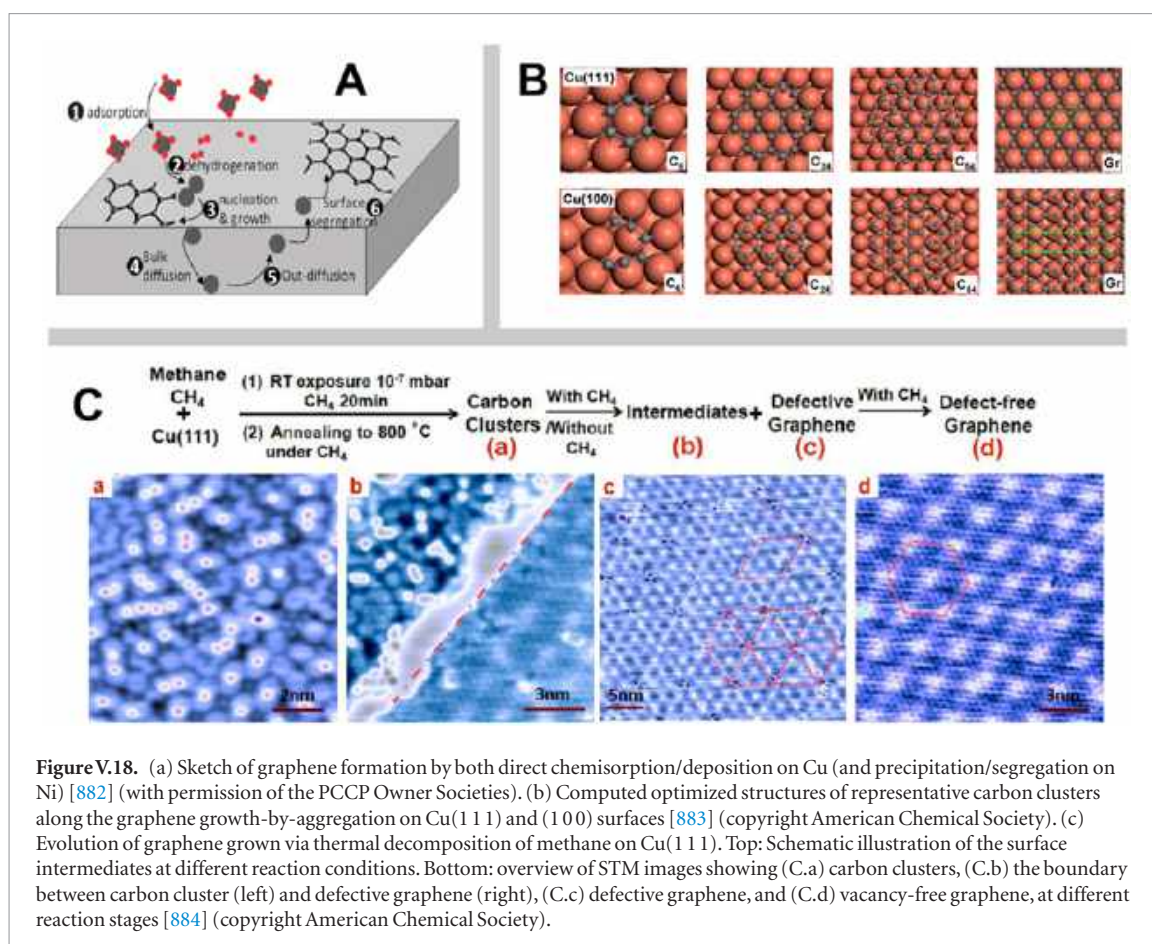 A
1 adsorption
2 dehydrogenation
3 nucleation
& growth
4 Bulk
diffusion
5 Out-diffusion
Surface 6
segregation
B
Cu(111)
Gr
Cu(100)
Gr
C
Methane
CH₄
+
Cu(111)
(1) RT exposure 10⁻⁷ mbar
CH₄ 20min
(2) Annealing to 800 °C
under CH₄
Carbon
Clusters
(a)
With CH₄
/Without
CH₄
Intermediates+
(b)
Defective
Graphene
(c)
With CH₄
Defect-free
Graphene
(d)
a
2nm
b
3nm
c
5nm
d
3nm
Figure V.18. (a) Sketch of graphene formation by both direct chemisorption/deposition on Cu (and precipitation/segregation on
Ni) [882] (with permission of the PCCP Owner Societies). (b) Computed optimized structures of representative carbon clusters
along the graphene growth-by-aggregation on Cu(1 1 1) and (1 0 0) surfaces [883] (copyright American Chemical Society). (c)
Evolution of graphene grown via thermal decomposition of methane on Cu(1 1 1). Top: Schematic illustration of the surface
intermediates at different reaction conditions. Bottom: overview of STM images showing (C.a) carbon clusters, (C.b) the boundary
between carbon cluster (left) and defective graphene (right), (C.c) defective graphene, and (C.d) vacancy-free graphene, at different
reaction stages [884] (copyright American Chemical Society).